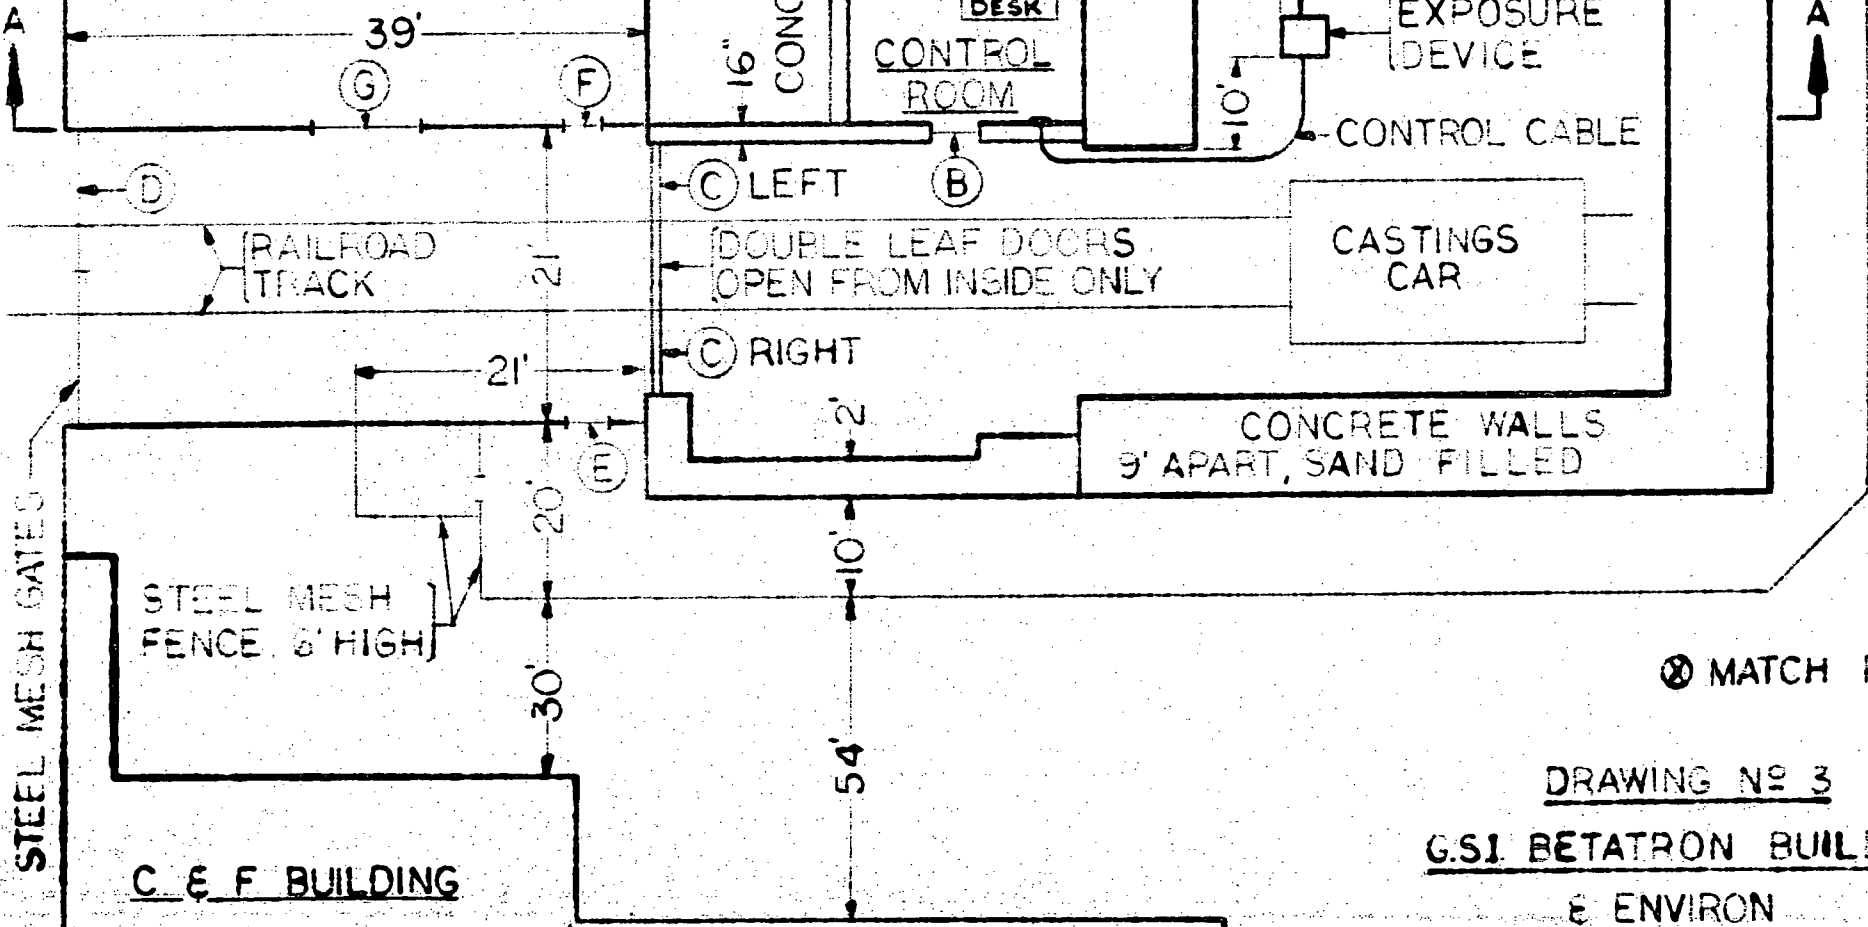 A
39'
16"
CONC
DESK
CONTROL
ROOM
EXPOSURE
DEVICE
A
G
F
10'
CONTROL CABLE
D
C LEFT
B
RAILROAD
TRACK
21'
DOUBLE LEAF DOORS
OPEN FROM INSIDE ONLY
CASTINGS
CAR
21'
C RIGHT
2'
CONCRETE WALLS
9' APART, SAND FILLED
E
20'
10'
STEEL MESH GATES
STEEL MESH
FENCE HIGH
30'
54'
⊗ MATCH
DRAWING Nº 3
G.S.I. BETATRON BUIL
& ENVIRON
C & F BUILDING